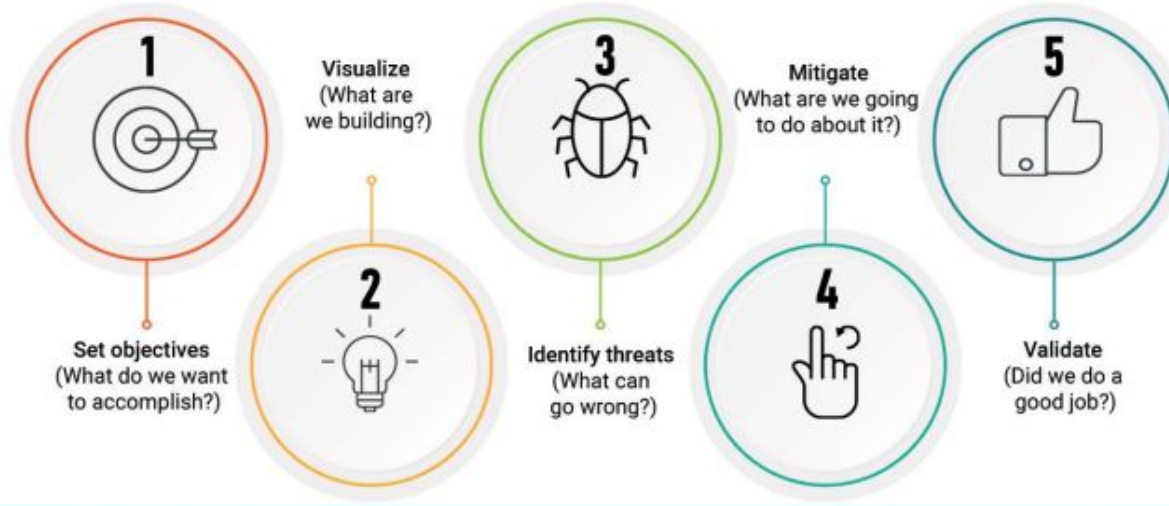 1
Set objectives
(What do we want
to accomplish?)
2
Visualize
(What are
we building?)
3
Identify threats
(What can
go wrong?)
4
Mitigate
(What are we going
to do about it?)
5
Validate
(Did we do a
good job?)